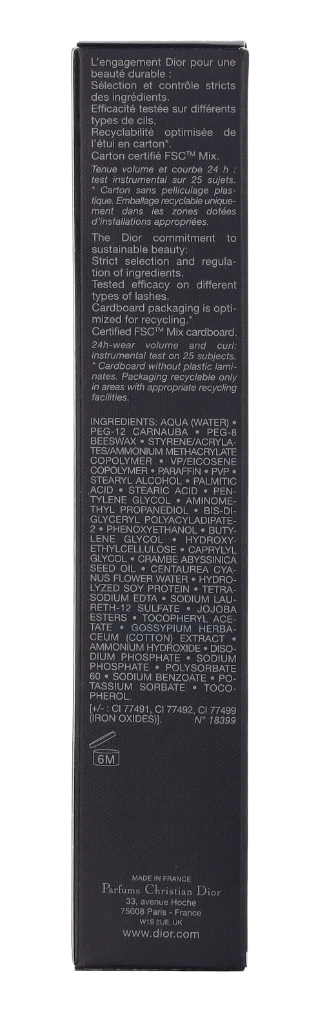 L'engagement Dior pour une
beauté durable :
Sélection et contrôle stricts
des ingrédients.
Efficacité testée sur différents
types de cils.
Recyclabilité optimisée de
l'étui en carton*.
Carton certifié FSC™ Mix.
Tenue volume et courbe 24 h :
test instrumental sur 25 sujets.
* Carton sans pelliculage plas-
tique. Emballage recyclable unique-
ment dans les zones dotées
d'installations appropriées.
The Dior commitment to
sustainable beauty:
Strict selection and regula-
tion of ingredients.
Tested efficacy on different
types of lashes.
Cardboard packaging is opti-
mized for recycling.*
Certified FSC™ Mix cardboard.
24h-wear volume and curl:
instrumental test on 25 subjects.
* Cardboard without plastic lami-
nates. Packaging recyclable only
in areas with appropriate recycling
facilities.
INGREDIENTS: AQUA (WATER) •
PEG-12 CARNAUBA • PEG-8
BEESWAX • STYRENE/ACRYLA-
TES/AMMONIUM METHACRYLATE
COPOLYMER • VP/EICOSENE
COPOLYMER • PARAFFIN • PVP •
STEARYL ALCOHOL • PALMITIC
ACID • STEARIC ACID • PEN-
TYLENE GLYCOL • AMINOME-
THYL PROPANEDIOL • BIS-DI-
GLYCERYL POLYACYLADIPATE-
2 • PHENOXYETHANOL • BUTY-
LENE GLYCOL • HYDROXY-
ETHYLCELLULOSE • CAPRYLYL
GLYCOL • CRAMBE ABYSSINICA
SEED OIL • CENTAUREA CYA-
NUS FLOWER WATER • HYDRO-
LYZED SOY PROTEIN • TETRA-
SODIUM EDTA • SODIUM LAU-
RETH-12 SULFATE • JOJOBA
ESTERS • TOCOPHERYL ACE-
TATE • GOSSYPIUM HERBA-
CEUM (COTTON) EXTRACT •
AMMONIUM HYDROXIDE • DISO-
DIUM PHOSPHATE • SODIUM
PHOSPHATE • POLYSORBATE
60 • SODIUM BENZOATE • PO-
TASSIUM SORBATE • TOCO-
PHEROL.
[+/- : CI 77491, CI 77492, CI 77499
(IRON OXIDES)]. N° 18399
6M
MADE IN FRANCE
Parfums Christian Dior
33, avenue Hoche
75008 Paris - France
W1S 2UE, UK
www.dior.com